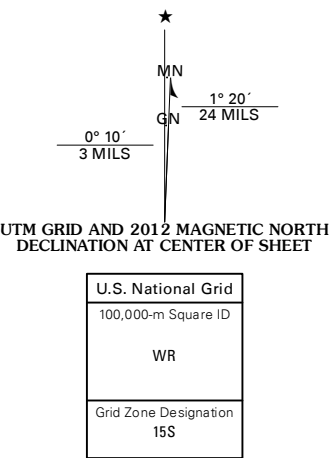 ★
MN
GN
1° 20´
24 MILS
0° 10´
3 MILS
UTM GRID AND 2012 MAGNETIC NORTH
DECLINATION AT CENTER OF SHEET
U.S. National Grid
100,000-m Square ID
WR
Grid Zone Designation
15S